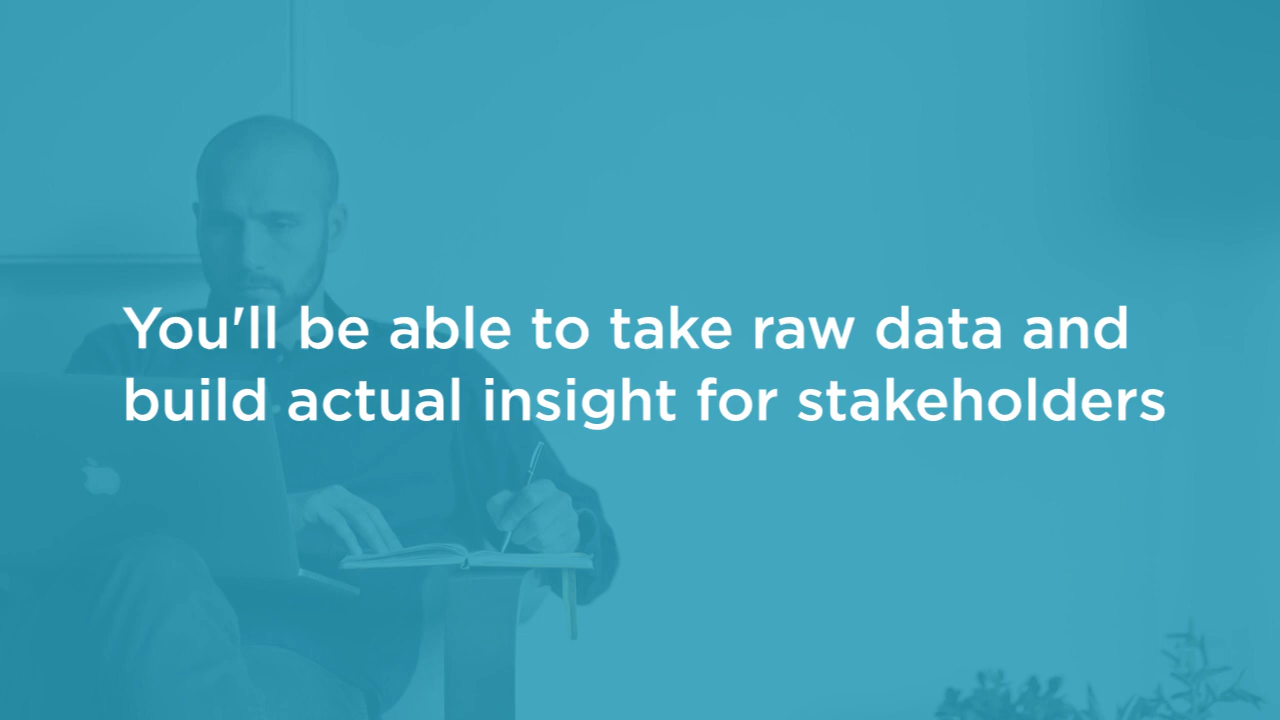 You'll be able to take raw data and
build actual insight for stakeholders